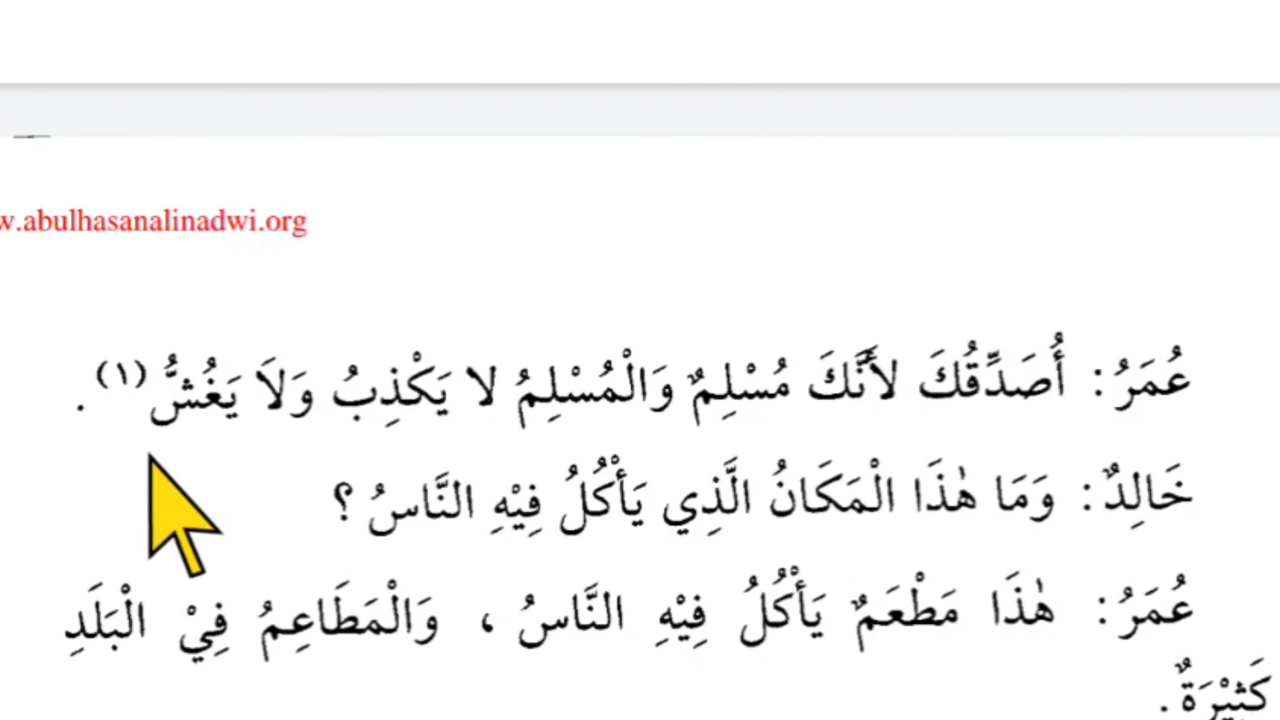 w.abulhasanalinadwi.org
عُمَرُ: أُصَدِّقُكَ لأَنَّكَ مُسْلِمٌ وَالْمُسْلِمُ لا يَكْذِبُ وَلاَ يَغُشُّ (١).
خَالِدٌ: وَمَا هٰذَا الْمَكَانُ الَّذِي يَأْكُلُ فِيْهِ النَّاسُ؟
عُمَرُ: هٰذَا مَطْعَمٌ يَأْكُلُ فِيْهِ النَّاسُ، وَالْمَطَاعِمُ فِيْ الْبَلَدِ
كَثِيْرَةٌ.